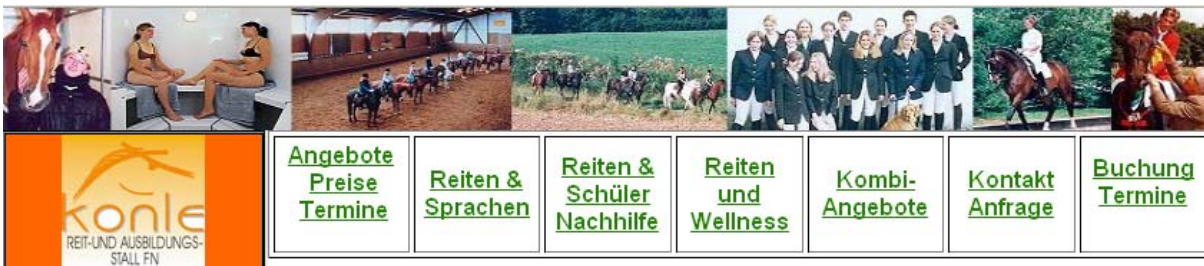 konle
REIT-UND AUSBILDUNGS-
STALL FN
Angebote
Preise
Termine
Reiten &
Sprachen
Reiten &
Schüler
Nachhilfe
Reiten
und
Wellness
Kombi-
Angebote
Kontakt
Anfrage
Buchung
Termine